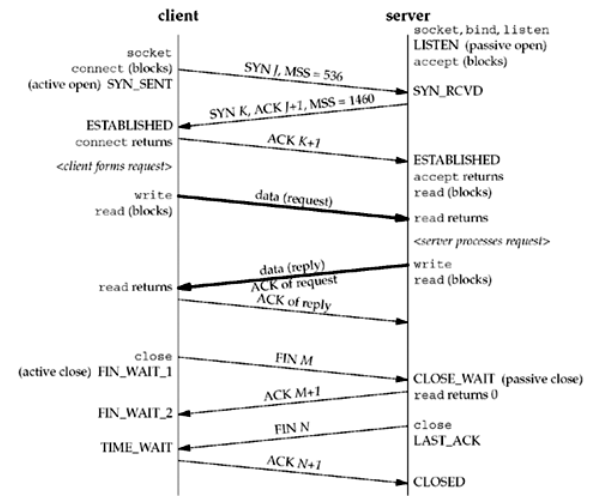 client server
socket, bind, listen
LISTEN (passive open)
accept (blocks)
socket
connect (blocks)
(active open) SYN_SENT
SYN J, MSS = 536
SYN_RCVD
SYN K, ACK J+1, MSS = 1460
ESTABLISHED
connect returns
ACK K+1
ESTABLISHED
accept returns
read (blocks)
<client forms request>
write
read (blocks)
data (request)
read returns
<server processes request>
write
read (blocks)
data (reply)
ACK of request
read returns
ACK of reply
close
(active close) FIN_WAIT_1
FIN M
CLOSE_WAIT (passive close)
read returns 0
ACK M+1
FIN_WAIT_2
close
LAST_ACK
FIN N
TIME_WAIT
ACK N+1
CLOSED